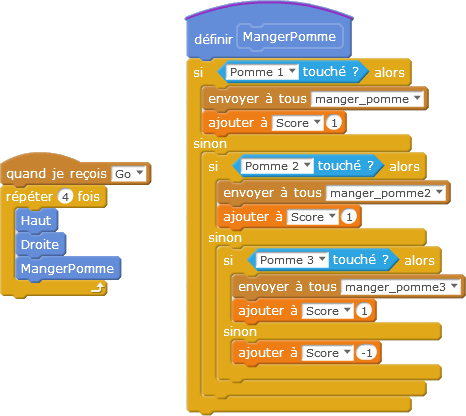 quand je reçois Go
répéter 4 fois
Haut
Droite
MangerPomme
définir MangerPomme
si Pomme 1 touché ? alors
envoyer à tous manger_pomme
ajouter à Score 1
sinon
si Pomme 2 touché ? alors
envoyer à tous manger_pomme2
ajouter à Score 1
sinon
si Pomme 3 touché ? alors
envoyer à tous manger_pomme3
ajouter à Score 1
sinon
ajouter à Score -1